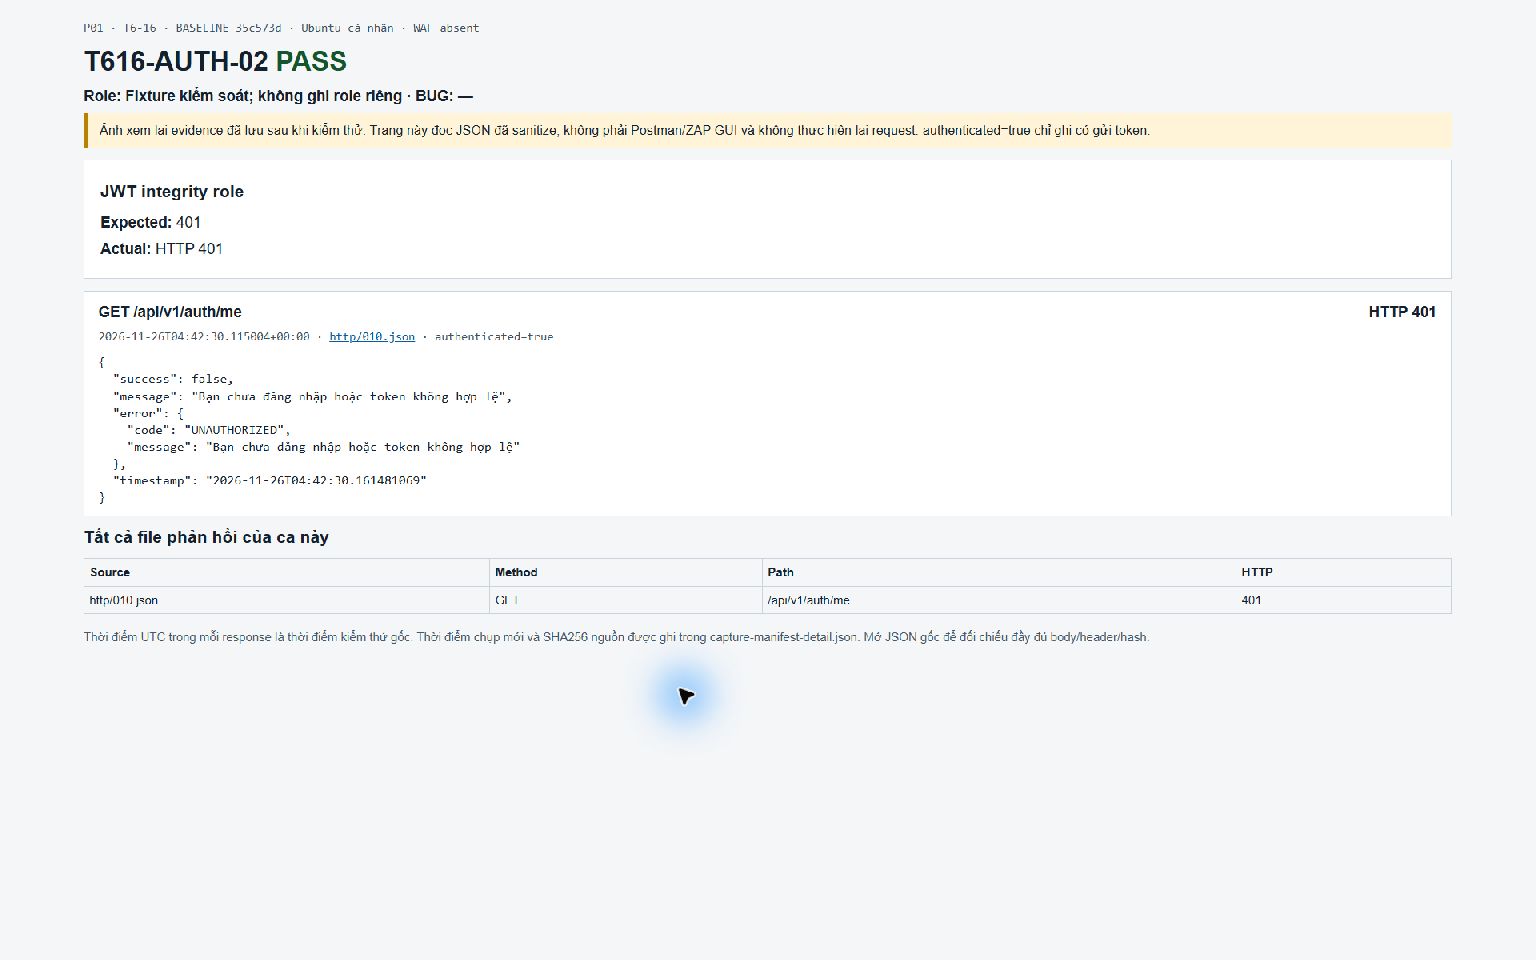 P01 · T6-16 · BASELINE 35c573d · Ubuntu cá nhân · WAF absent
T616-AUTH-02 PASS
Role: Fixture kiểm soát; không ghi role riêng · BUG: —
Ảnh xem lại evidence đã lưu sau khi kiểm thử. Trang này đọc JSON đã sanitize, không phải Postman/ZAP GUI và không thực hiện lại request. authenticated=true chỉ ghi có gửi token.
JWT integrity role
Expected: 401
Actual: HTTP 401
GET /api/v1/auth/me HTTP 401
2026-11-26T04:42:30.115004+00:00 · http/010.json · authenticated=true
{
"success": false,
"message": "Bạn chưa đăng nhập hoặc token không hợp lệ",
"error": {
"code": "UNAUTHORIZED",
"message": "Bạn chưa đăng nhập hoặc token không hợp lệ"
},
"timestamp": "2026-11-26T04:42:30.161481069"
}
Tất cả file phản hồi của ca này
Source Method Path HTTP
http/010.json GET /api/v1/auth/me 401
Thời điểm UTC trong mỗi response là thời điểm kiểm thử gốc. Thời điểm chụp mới và SHA256 nguồn được ghi trong capture-manifest-detail.json. Mở JSON gốc để đối chiếu đầy đủ body/header/hash.